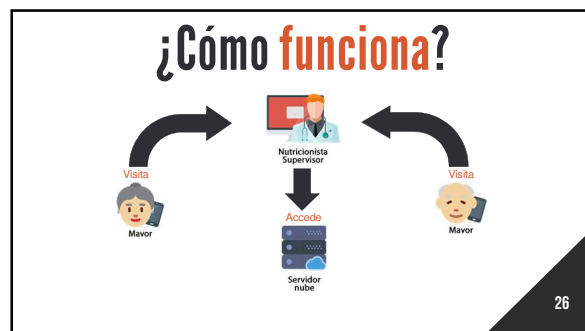 ¿Cómo funciona?
Nutricionista
Supervisor
Visita
Visita
Mayor
Mayor
Accede
Servidor
nube
26